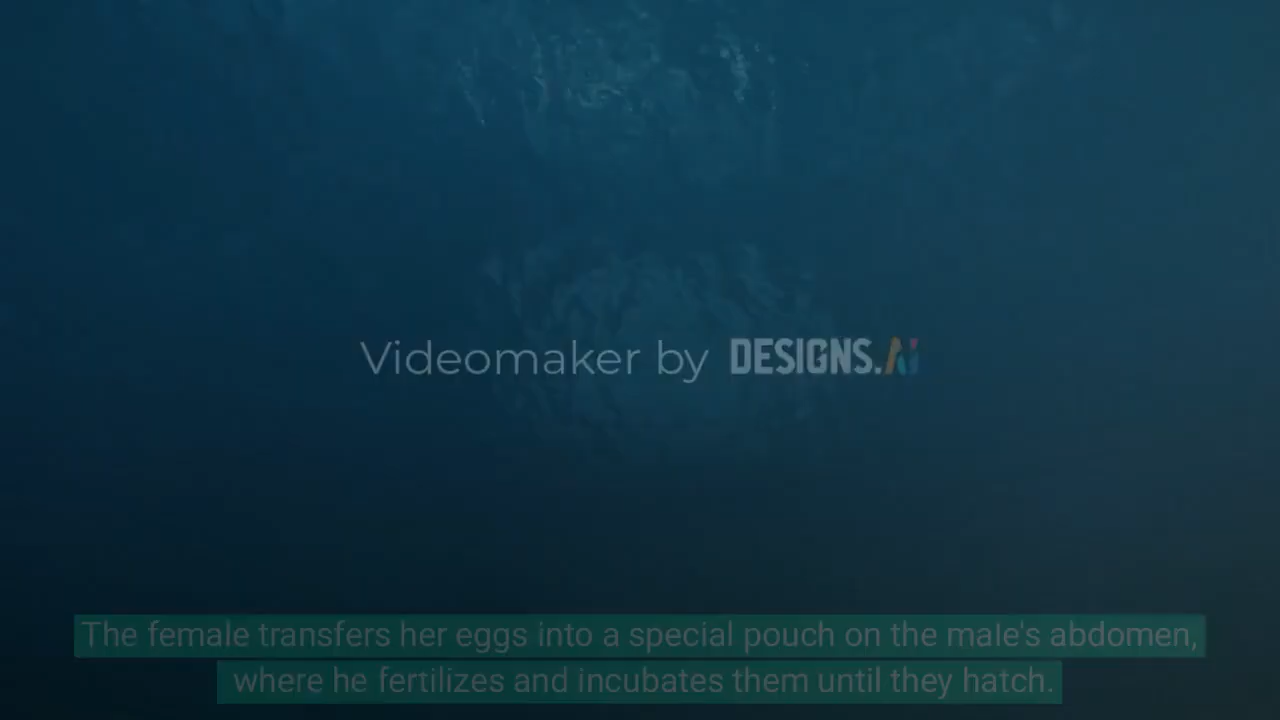 Videomaker by DESIGNS.AI
The female transfers her eggs into a special pouch on the male's abdomen,
where he fertilizes and incubates them until they hatch.